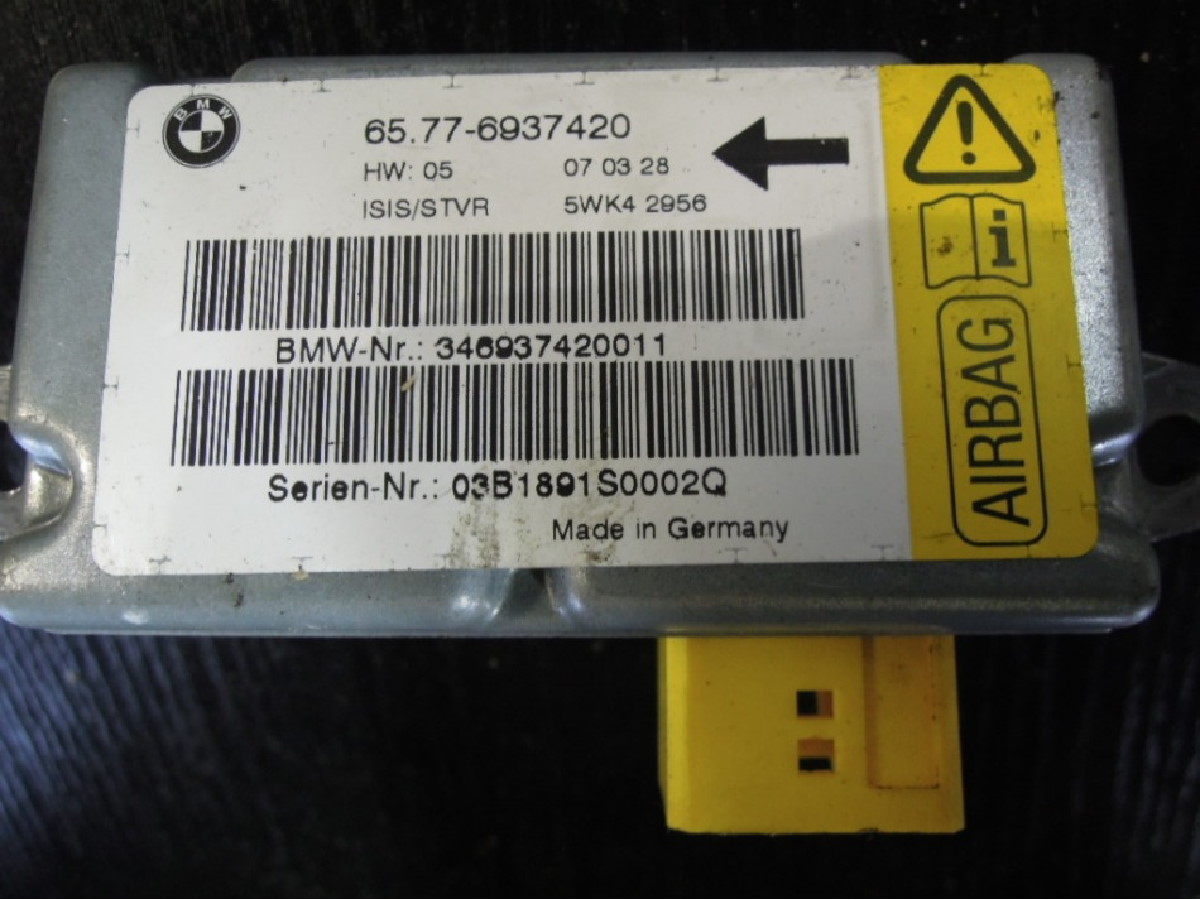 BMW
65.77-6937420
HW: 05 07 03 28
ISIS/STVR 5WK4 2956
BMW-Nr.: 346937420011
Serien-Nr.: 03B1891S0002Q
Made in Germany
!
i
AIRBAG